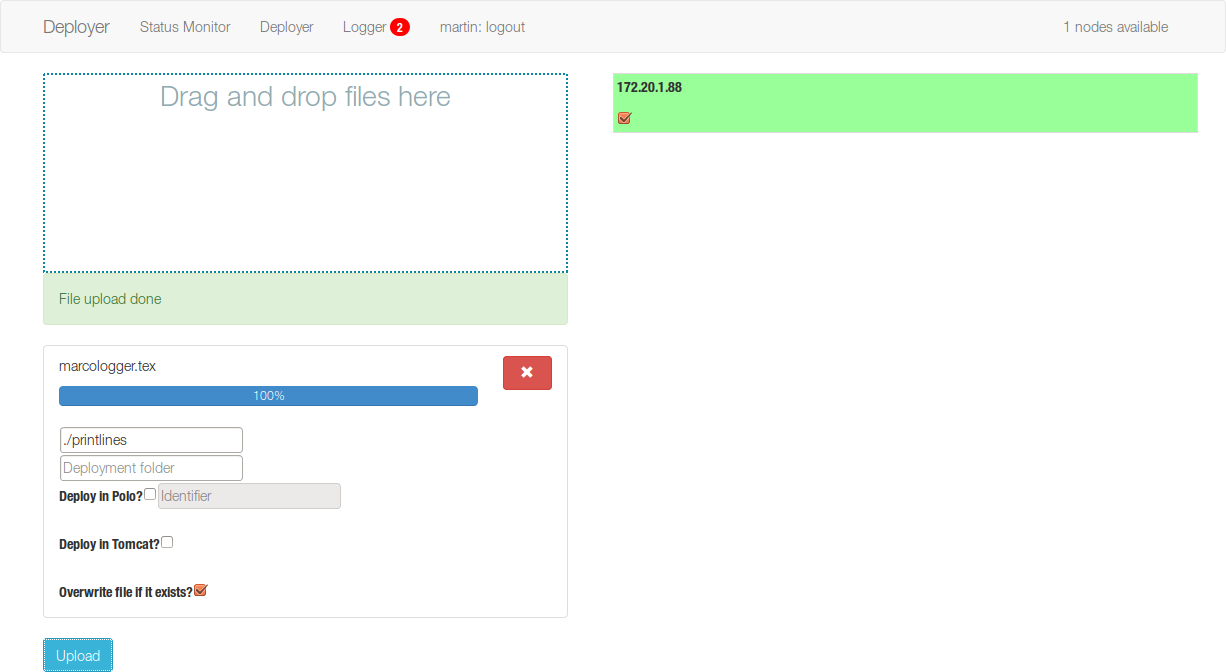 Deployer Status Monitor Deployer Logger 2 martin: logout 1 nodes available
Drag and drop files here
172.20.1.88
File upload done
marcologger.tex
100%
./printlines
Deployment folder
Deploy in Polo? Identifier
Deploy in Tomcat?
Overwrite file if it exists?
Upload